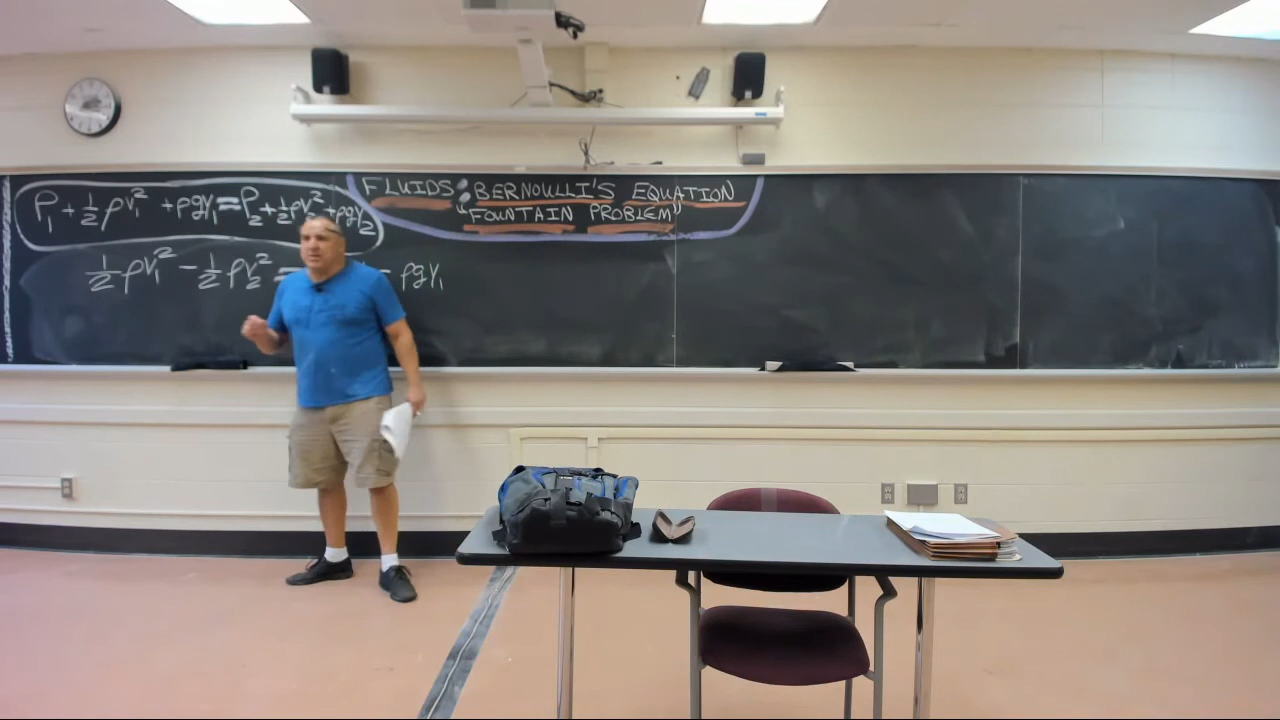 FLUIDS: BERNOULLI'S EQUATION
"FOUNTAIN PROBLEM"
P₁ + ½ρv₁² + ρgy₁ = P₂ + ½ρv₂² + ρgy₂
½ρv₁² - ½ρv₂² = - ρgy₁